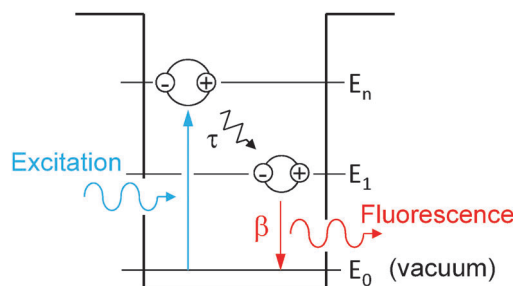 - +
E_n
τ
Excitation
- +
E_1
β
Fluorescence
E_0 (vacuum)